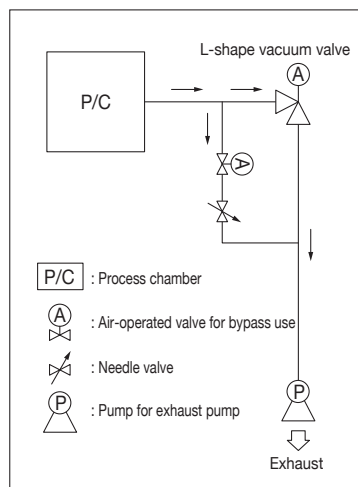 L-shape vacuum valve
A
P/C
A
P/C : Process chamber
A : Air-operated valve for bypass use
: Needle valve
P : Pump for exhaust pump
P
Exhaust